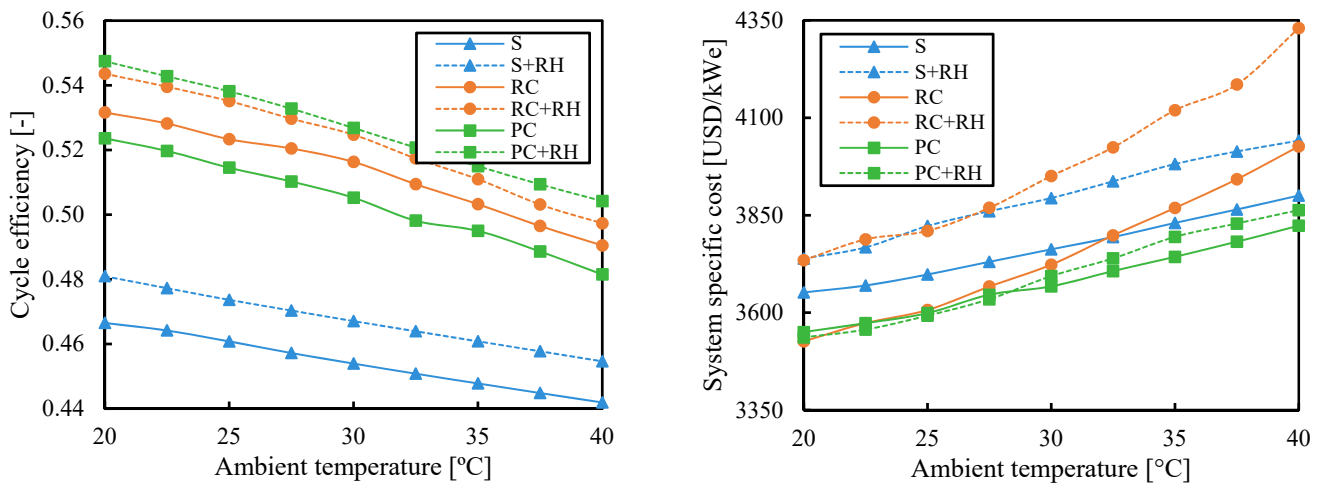 Cycle efficiency [-]
0.56
0.54
0.52
0.50
0.48
0.46
0.44
S
S+RH
RC
RC+RH
PC
PC+RH
20
25
30
35
40
Ambient temperature [ºC]
System specific cost [USD/kWe]
4350
4100
3850
3600
3350
S
S+RH
RC
RC+RH
PC
PC+RH
20
25
30
35
40
Ambient temperature [°C]